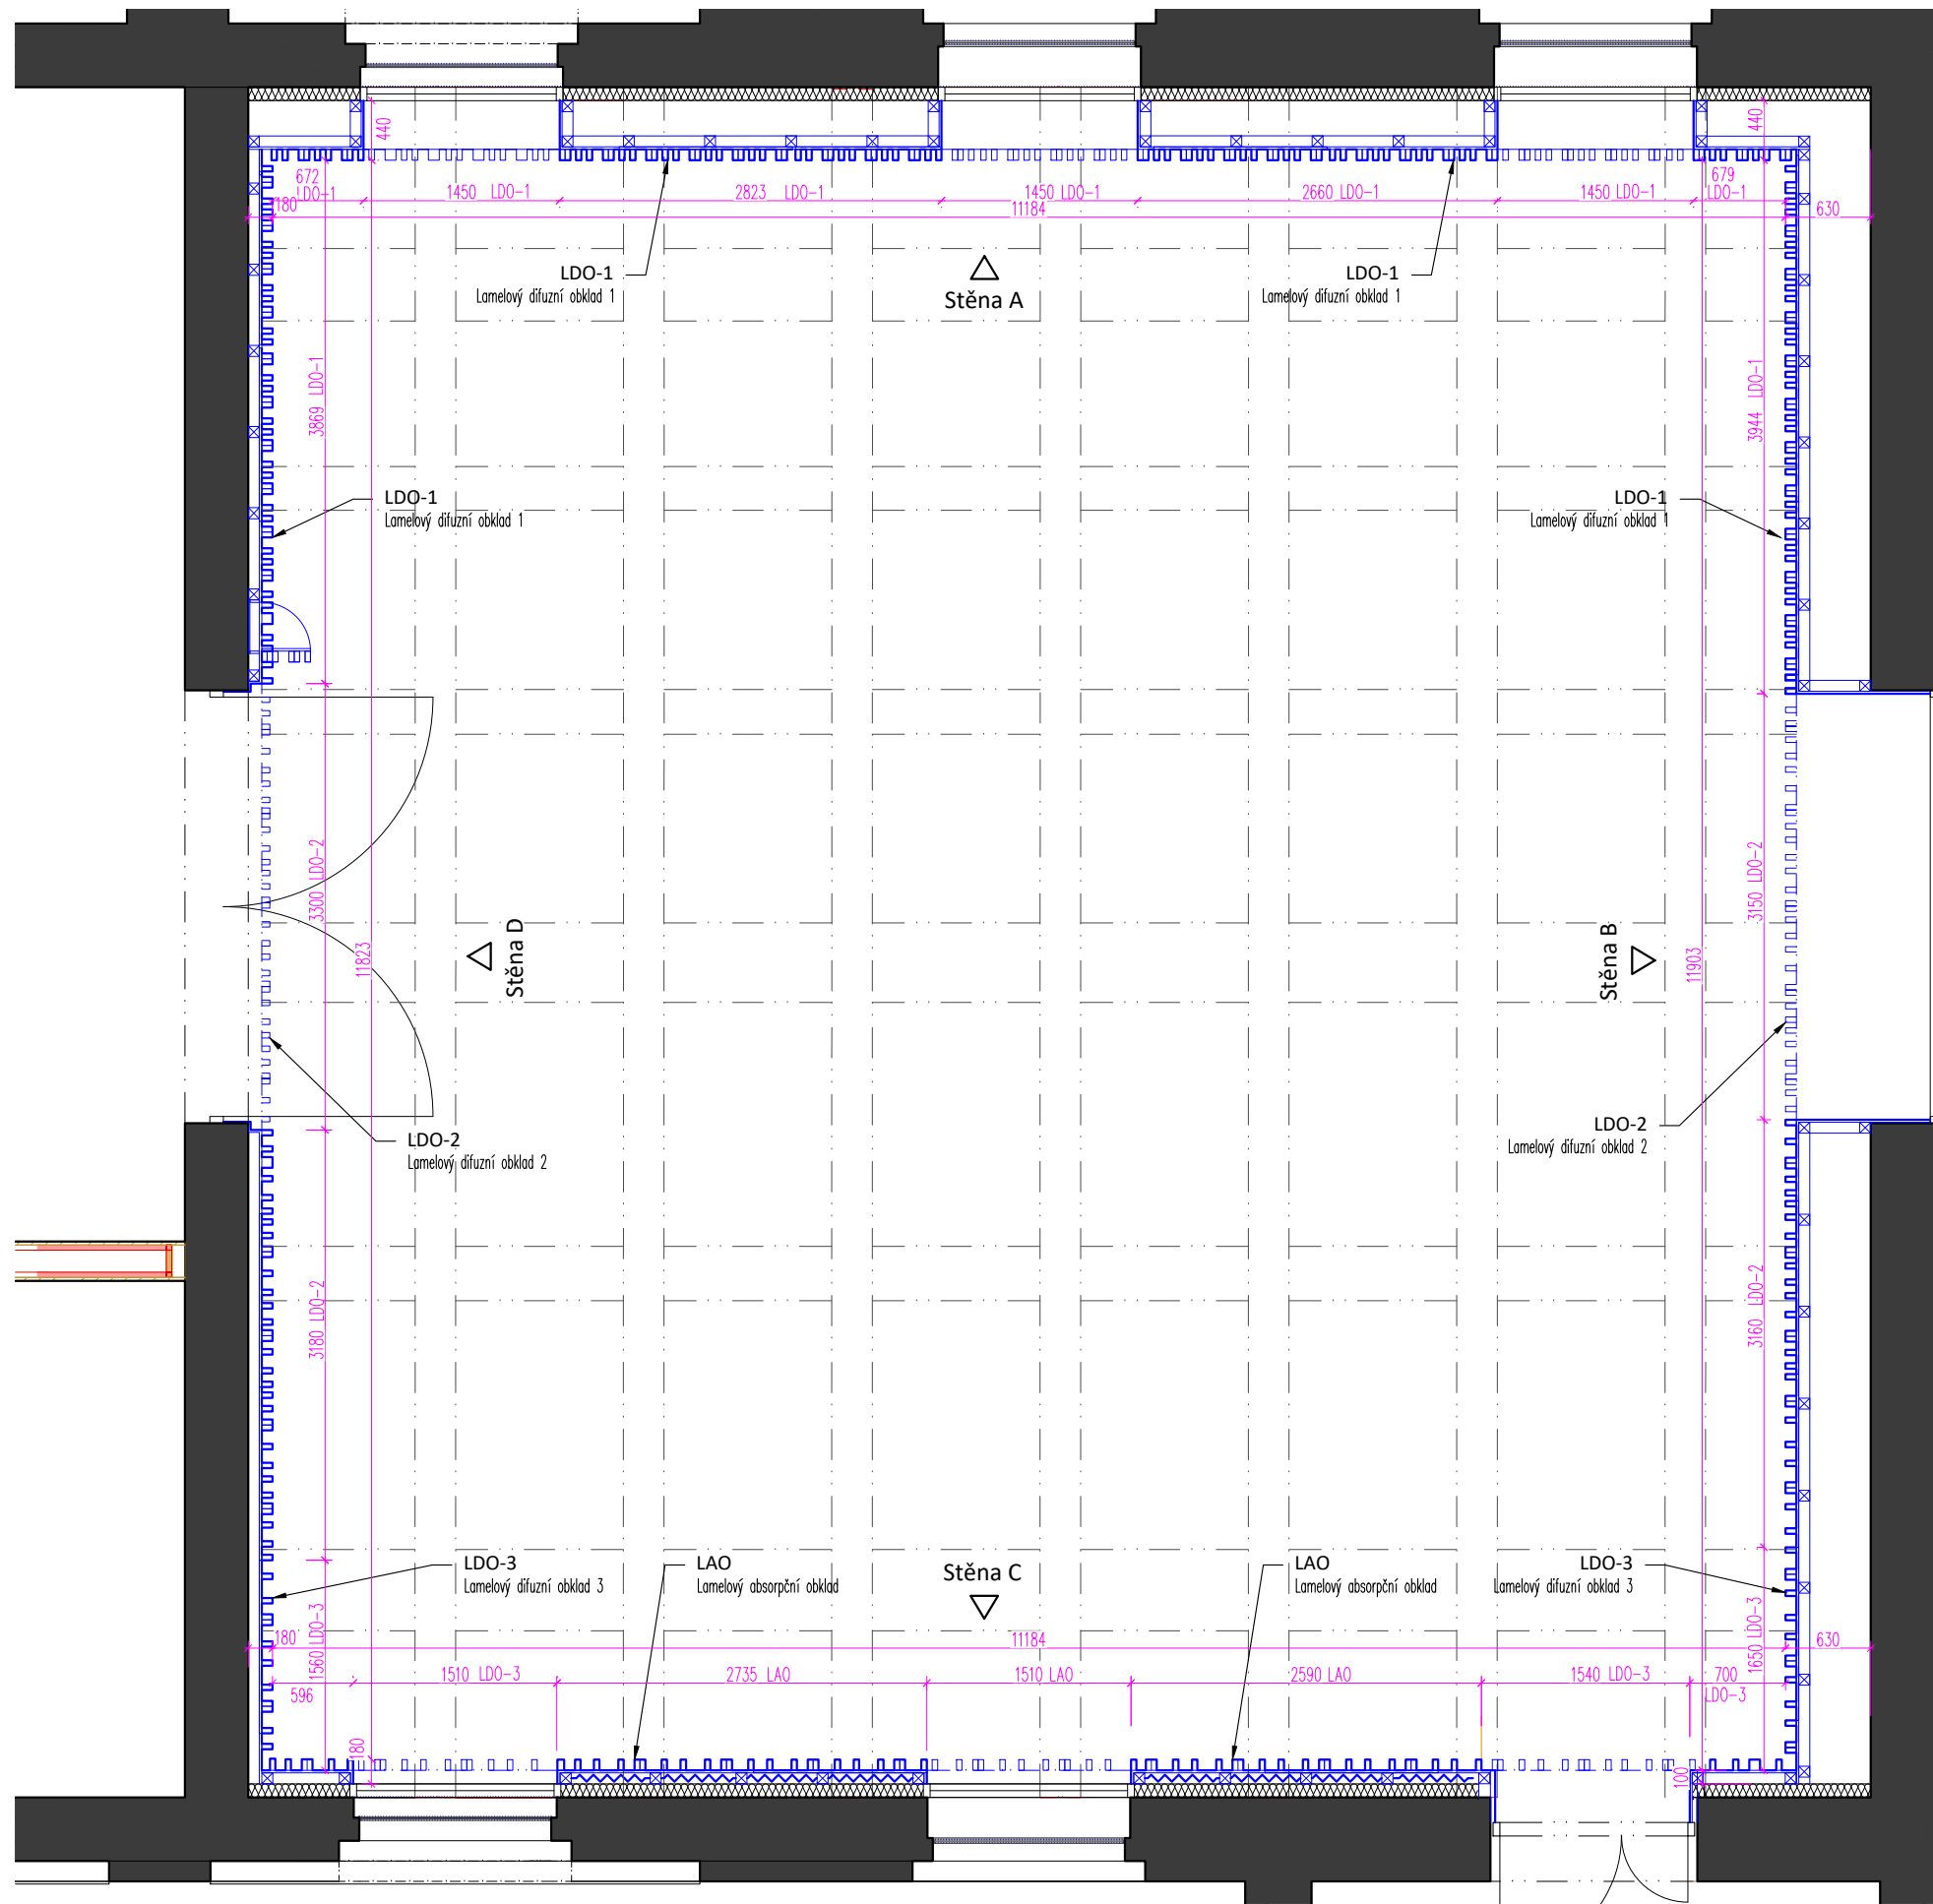 440
440
672
LDO-1
1450 LDO-1
2823 LDO-1
1450 LDO-1
2660 LDO-1
1450 LDO-1
679
LDO-1
180
11184
630
LDO-1
Lamelový difuzní obklad 1
Stěna A
LDO-1
Lamelový difuzní obklad 1
3869 LDO-1
3944 LDO-1
LDO-1
Lamelový difuzní obklad 1
LDO-1
Lamelový difuzní obklad 1
3300 LDO-2
3150 LDO-2
11823
Stěna D
Stěna B
11903
LDO-2
Lamelový difuzní obklad 2
LDO-2
Lamelový difuzní obklad 2
3180 LDO-2
3160 LDO-2
LDO-3
Lamelový difuzní obklad 3
LAO
Lamelový absorpční obklad
Stěna C
LAO
Lamelový absorpční obklad
LDO-3
Lamelový difuzní obklad 3
1560 LDO-3
1650 LDO-3
180
11184
630
596
1510 LDO-3
2735 LAO
1510 LAO
2590 LAO
1540 LDO-3
700
LDO-3
180
100